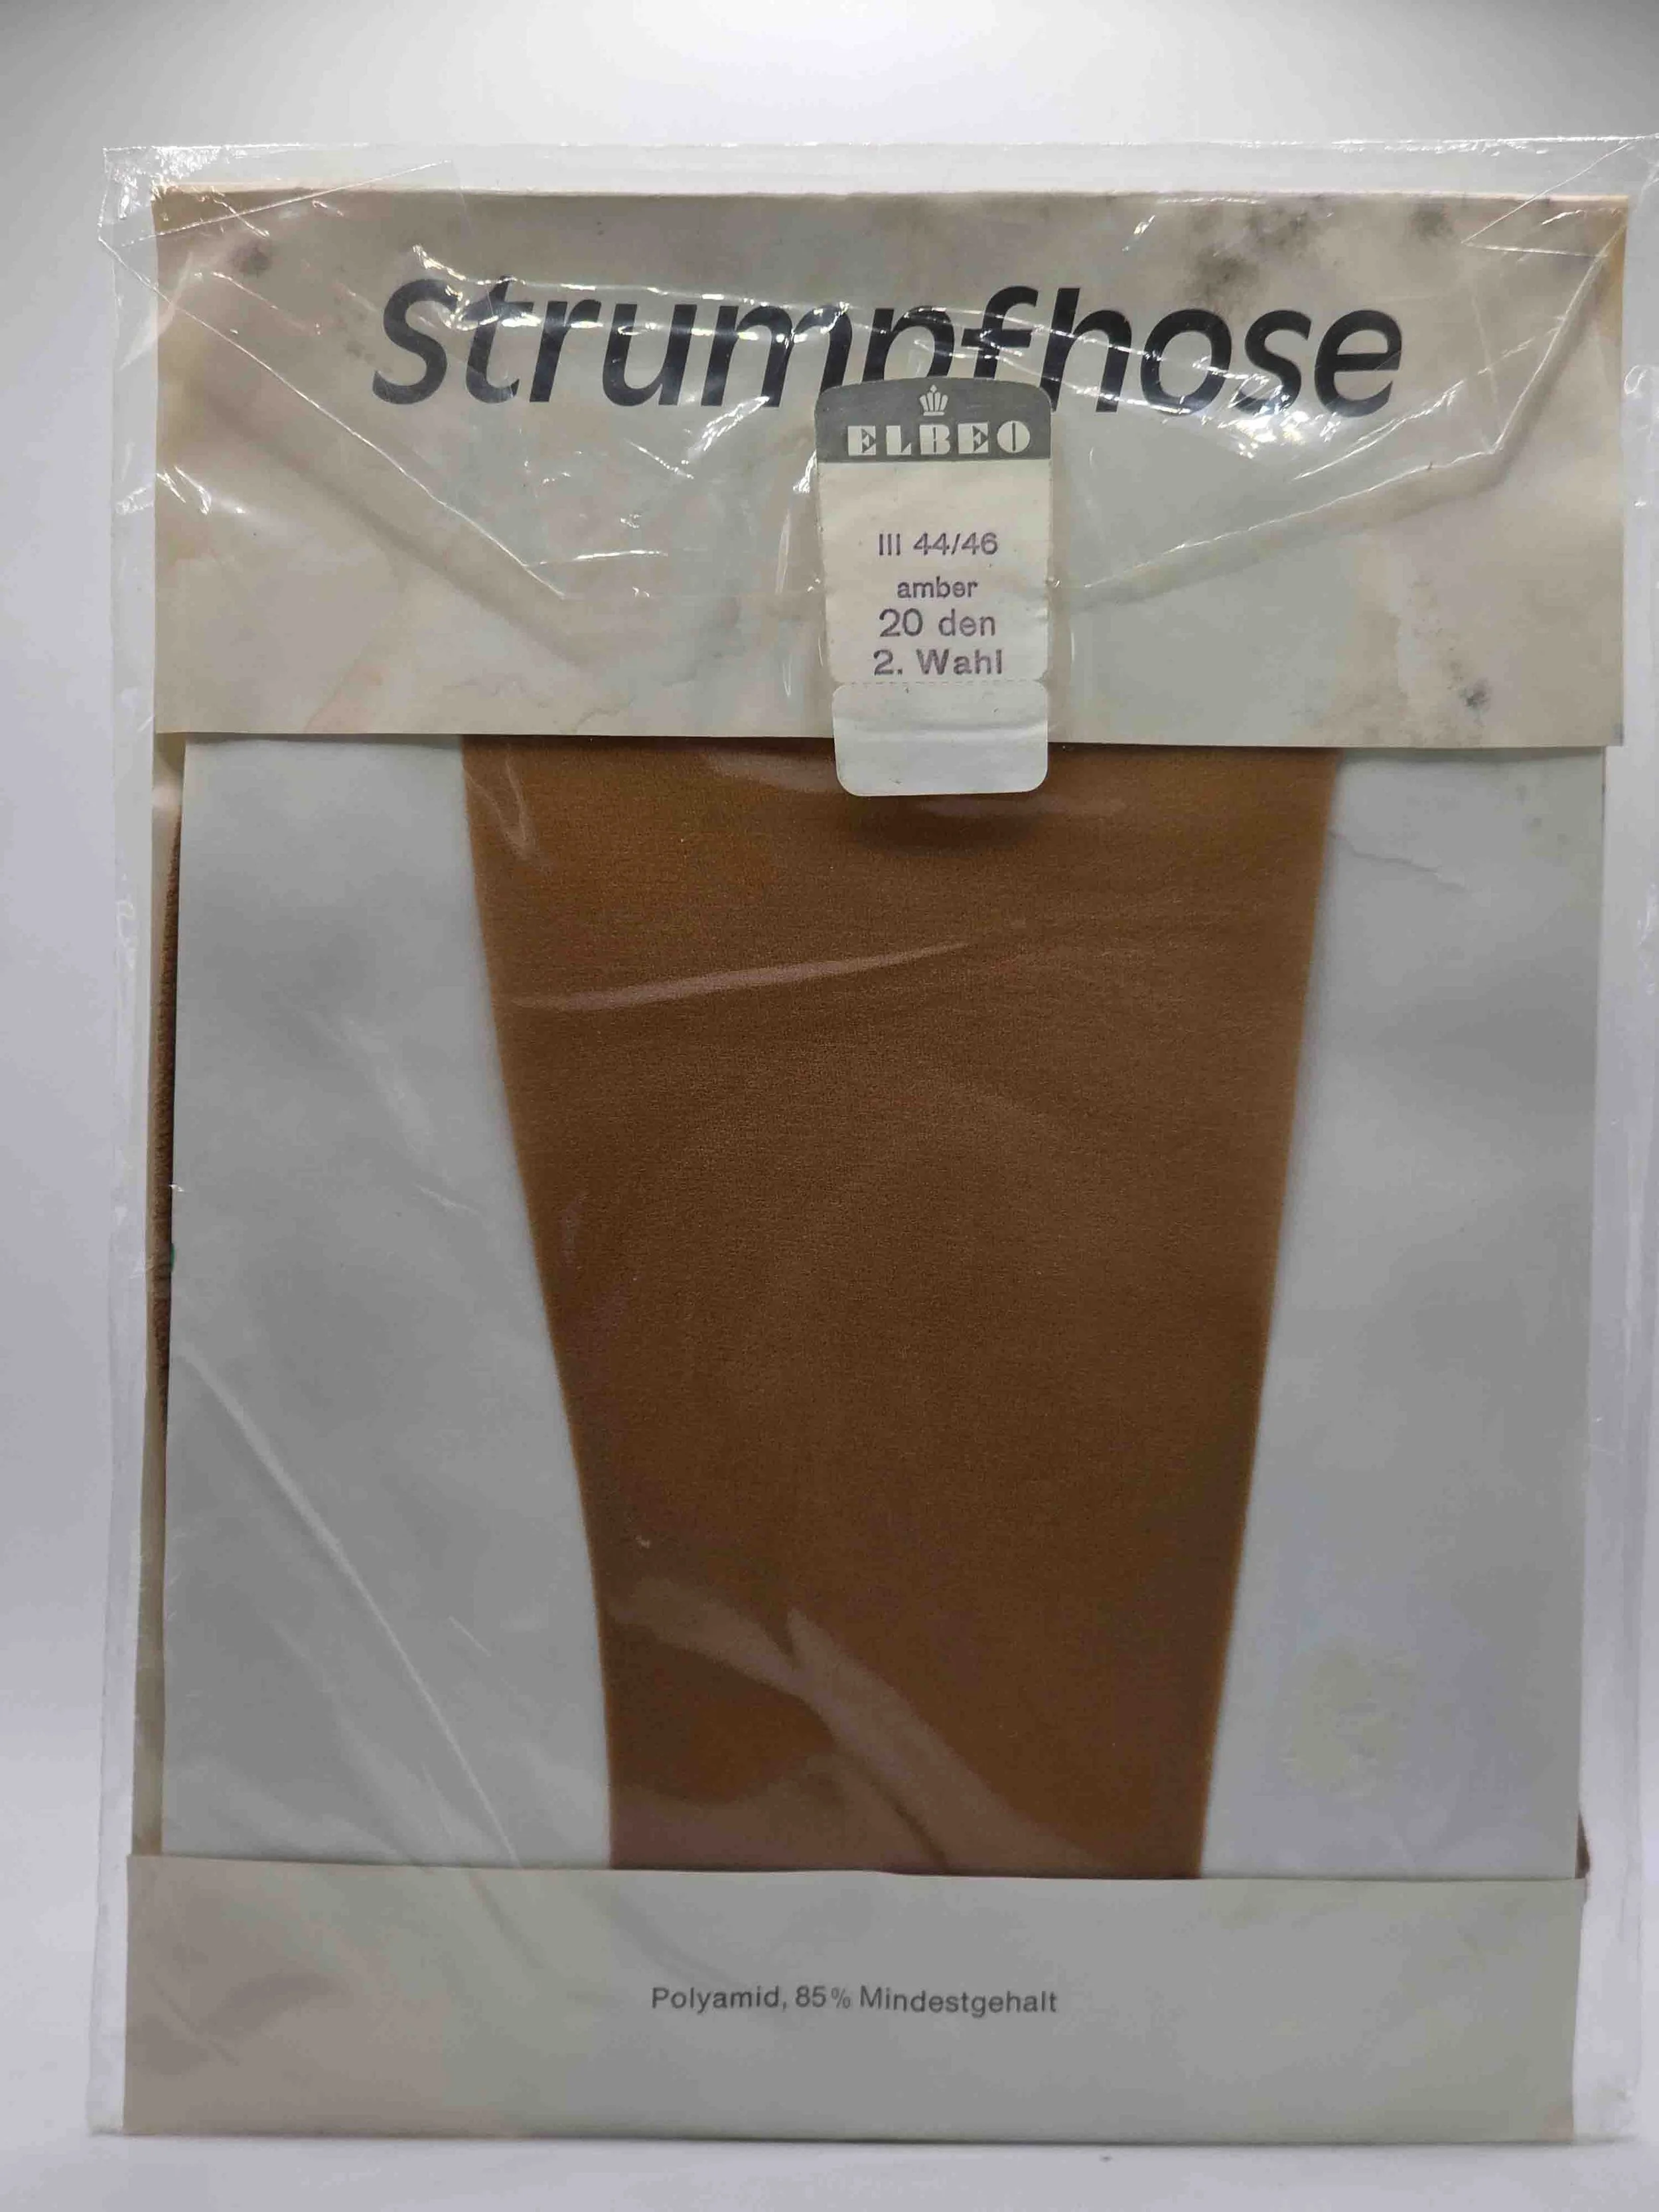 Strumpfhose
ELBEO
III 44/46
amber
20 den
2. Wahl
Polyamid, 85% Mindestgehalt